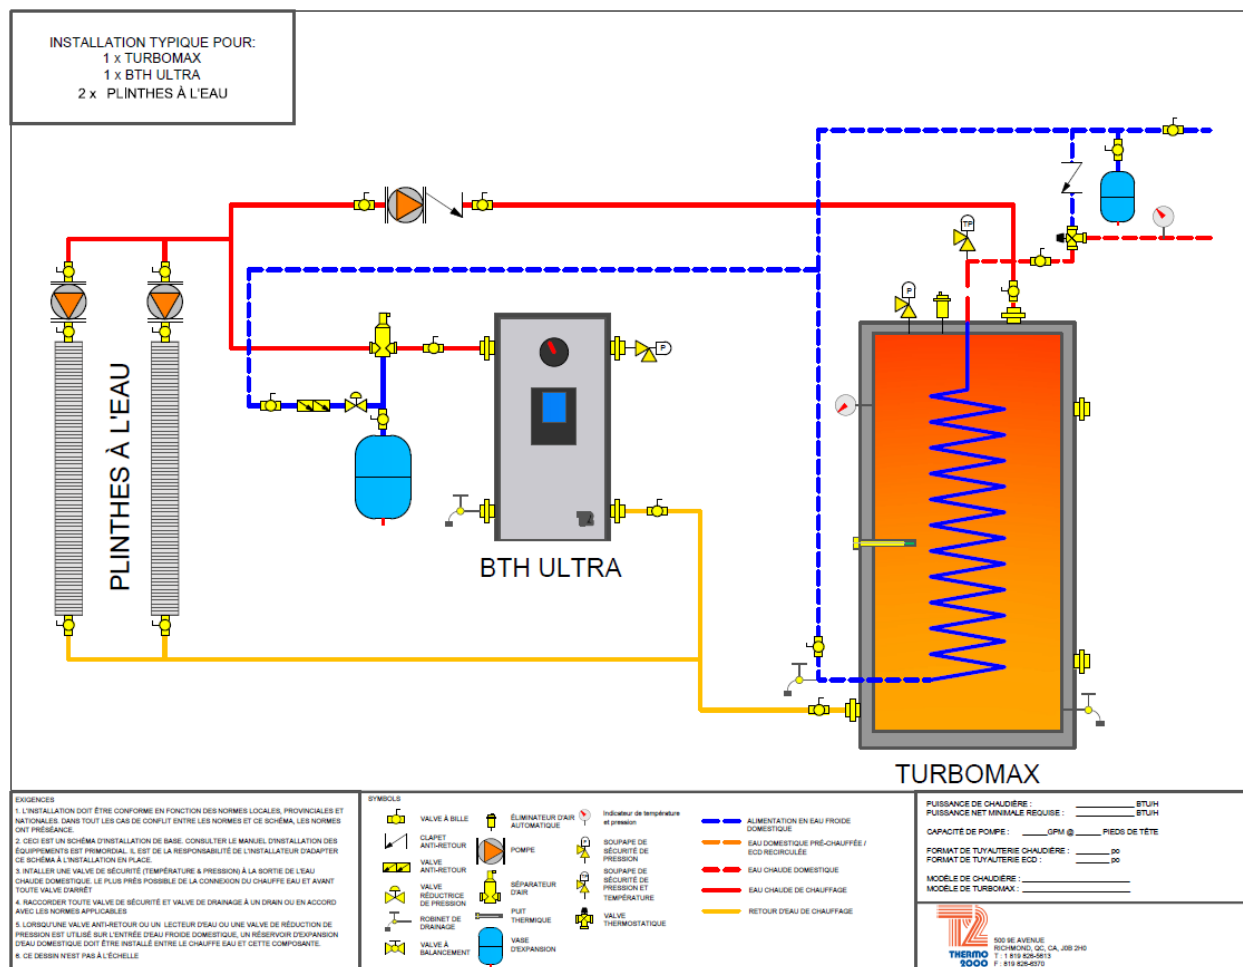 INSTALLATION TYPIQUE POUR:
1 x TURBOMAX
1 x BTH ULTRA
2 x PLINTHES À L'EAU
TP
P
P
PLINTHES À L'EAU
BTH ULTRA
TURBOMAX
EXIGENCES
1. L'INSTALLATION DOIT ÊTRE CONFORME EN FONCTION DES NORMES LOCALES, PROVINCIALES ET
NATIONALES. DANS TOUT LES CAS DE CONFLIT ENTRE LES NORMES ET CE SCHÉMA, LES NORMES
ONT PRÉSÉANCE.
2. CECI EST UN SCHÉMA D'INSTALLATION DE BASE. CONSULTER LE MANUEL D'INSTALLATION DES
ÉQUIPPEMENTS EST PRIMORDIAL. IL EST DE LA RESPONSABILITÉ DE L'INSTALLATEUR D'ADAPTER
CE SCHÉMA À L'INSTALLATION EN PLACE.
3. INTALLER UNE VALVE DE SÉCURITÉ (TEMPÉRATURE & PRESSION) À LA SORTIE DE L'EAU
CHAUDE DOMESTIQUE. LE PLUS PRÈS POSSIBLE DE LA CONNEXION DU CHAUFFE EAU ET AVANT
TOUTE VALVE D'ARRÊT
4. RACCORDER TOUTE VALVE DE SÉCURITÉ ET VALVE DE DRAINAGE À UN DRAIN OU EN ACCORD
AVEC LES NORMES APPLICABLES
5. LORSQU'UNE VALVE ANTI-RETOUR OU UN LECTEUR D'EAU OU UNE VALVE DE RÉDUCTION DE
PRESSION EST UTILISÉ SUR L'ENTRÉE D'EAU FROIDE DOMESTIQUE, UN RÉSERVOIR D'EXPANSION
D'EAU DOMESTIQUE DOIT ÊTRE INSTALLÉ ENTRE LE CHAUFFE EAU ET CETTE COMPOSANTE.
6. CE DESSIN N'EST PAS À L'ÉCHELLE
SYMBOLS
VALVE À BILLE
CLAPET
ANTI-RETOUR
VALVE
ANTI-RETOUR
VALVE
RÉDUCTRICE
DE PRESSION
ROBINET DE
DRAINAGE
VALVE À
BALANCEMENT
ÉLIMINATEUR D'AIR
AUTOMATIQUE
POMPE
SÉPARATEUR
D'AIR
PUIT
THERMIQUE
VASE
D'EXPANSION
Indicateur de température
et pression
P
SOUPAPE DE
SÉCURITÉ DE
PRESSION
TP
SOUPAPE DE
SÉCURITÉ DE
PRESSION ET
TEMPÉRATURE
VALVE
THERMOSTATIQUE
ALIMENTATION EN EAU FROIDE
DOMESTIQUE
EAU DOMESTIQUE PRÉ-CHAUFFÉE /
ECD RECIRCULÉE
EAU CHAUDE DOMESTIQUE
EAU CHAUDE DE CHAUFFAGE
RETOUR D'EAU DE CHAUFFAGE
PUISSANCE DE CHAUDIÈRE : ________ BTU/H
PUISSANCE NET MINIMALE REQUISE : ________ BTU/H
CAPACITÉ DE POMPE : ____GPM @ ____ PIEDS DE TÊTE
FORMAT DE TUYAUTERIE CHAUDIÈRE : ____ po
FORMAT DE TUYAUTERIE ECD : ____ po
MODÈLE DE CHAUDIÈRE : ________
MODÈLE DE TURBOMAX : ________
T2
THERMO
2000
500 9E AVENUE
RICHMOND, QC, CA, J0B 2H0
T : 1 819 826-5613
F : 819 826-6370